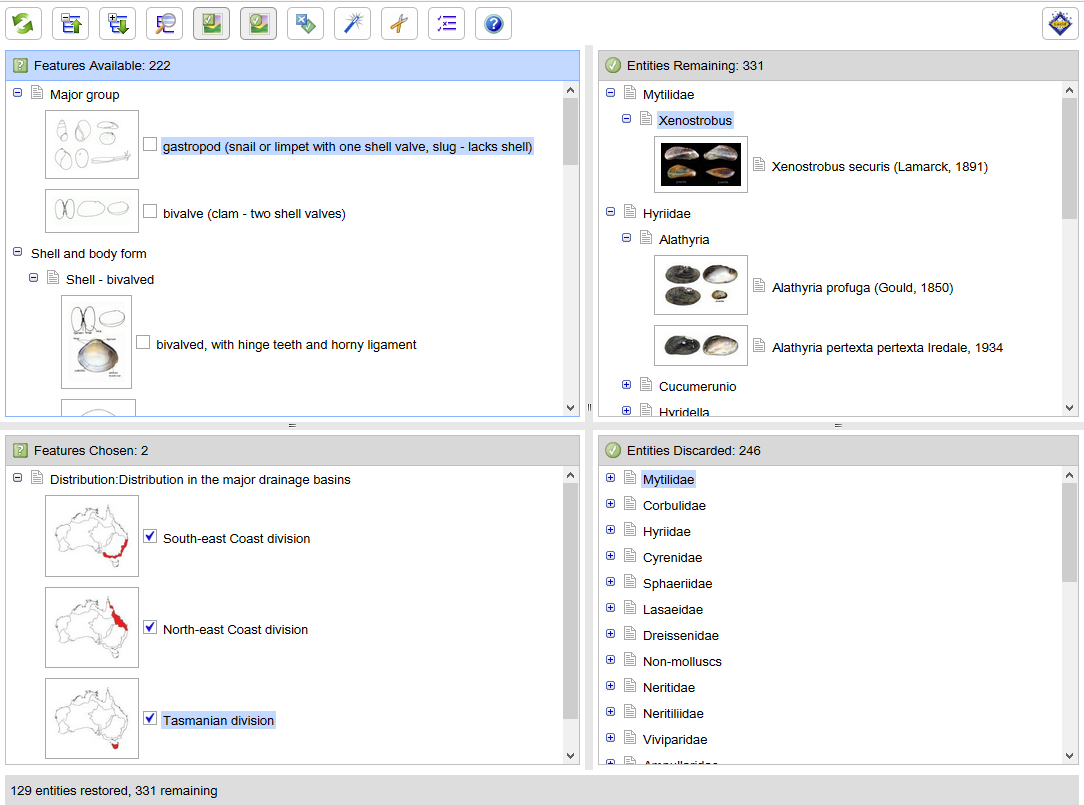 Features Available: 222
Major group
gastropod (snail or limpet with one shell valve, slug - lacks shell)
bivalve (clam - two shell valves)
Shell and body form
Shell - bivalved
bivalved, with hinge teeth and horny ligament
Entities Remaining: 331
Mytilidae
Xenostrobus
Xenostrobus securis (Lamarck, 1891)
Hyriidae
Alathyria
Alathyria profuga (Gould, 1850)
Alathyria pertexta pertexta Iredale, 1934
Cucumerunio
Hyridella
Features Chosen: 2
Distribution:Distribution in the major drainage basins
South-east Coast division
North-east Coast division
Tasmanian division
Entities Discarded: 246
Mytilidae
Corbulidae
Hyriidae
Cyrenidae
Sphaeriidae
Lasaeidae
Dreissenidae
Non-molluscs
Neritidae
Neritiliidae
Viviparidae
129 entities restored, 331 remaining